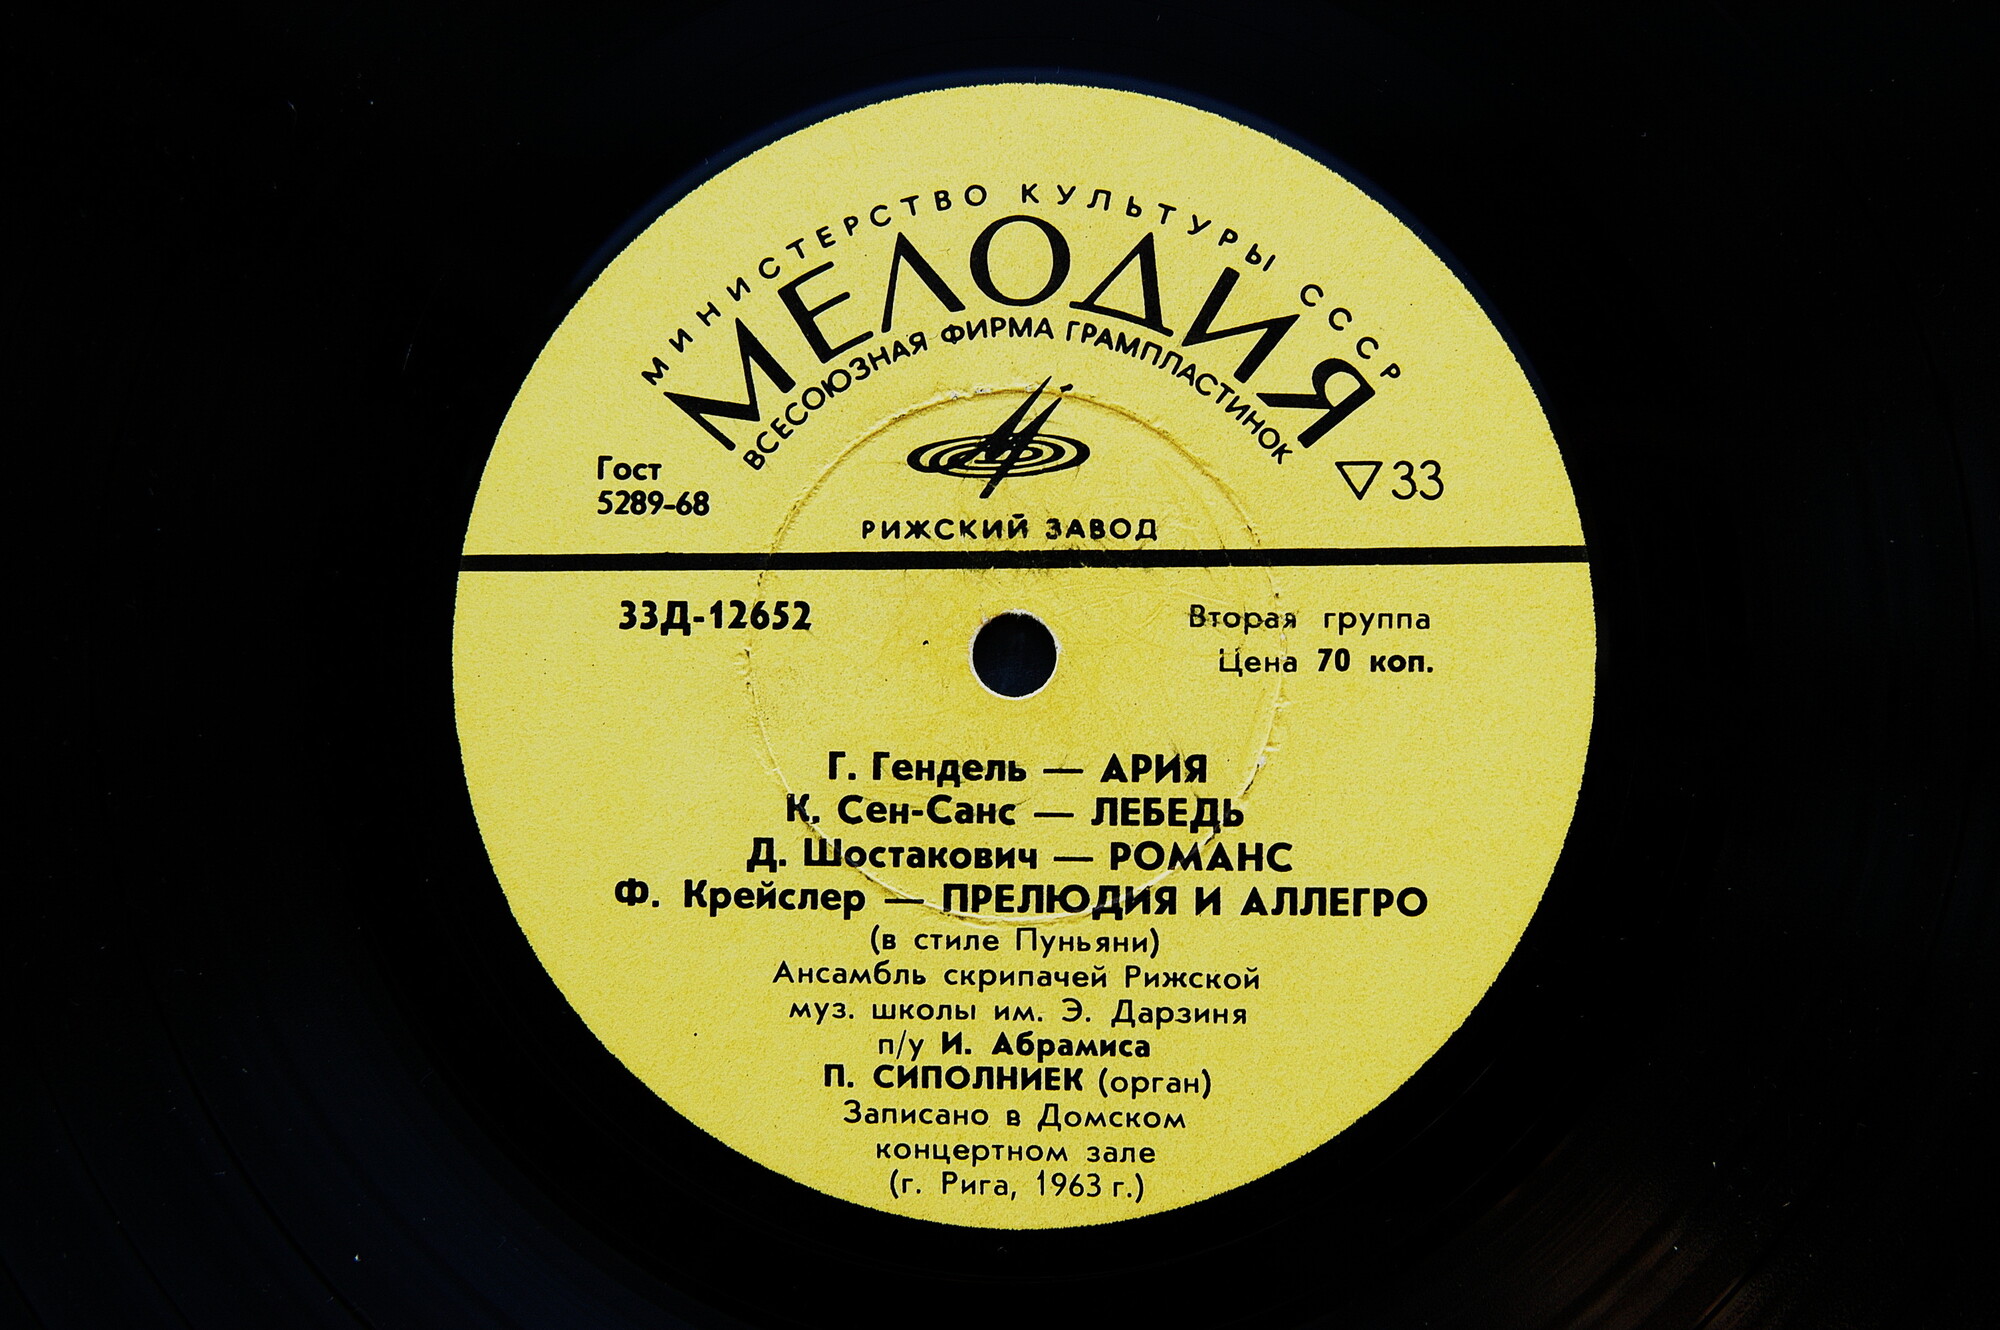 МИНИСТЕРСТВО КУЛЬТУРЫ СССР
МЕЛОДИЯ
ВСЕСОЮЗНАЯ ФИРМА ГРАМПЛАСТИНОК
Гост
5289-68
▽33
РИЖСКИЙ ЗАВОД
33Д-12652
Вторая группа
Цена 70 коп.
Г. Гендель — АРИЯ
К. Сен-Санс — ЛЕБЕДЬ
Д. Шостакович — РОМАНС
Ф. Крейслер — ПРЕЛЮДИЯ И АЛЛЕГРО
(в стиле Пуньяни)
Ансамбль скрипачей Рижской
муз. школы им. Э. Дарзиня
п/у И. Абрамиса
П. СИПОЛНИЕК (орган)
Записано в Домском
концертном зале
(г. Рига, 1963 г.)